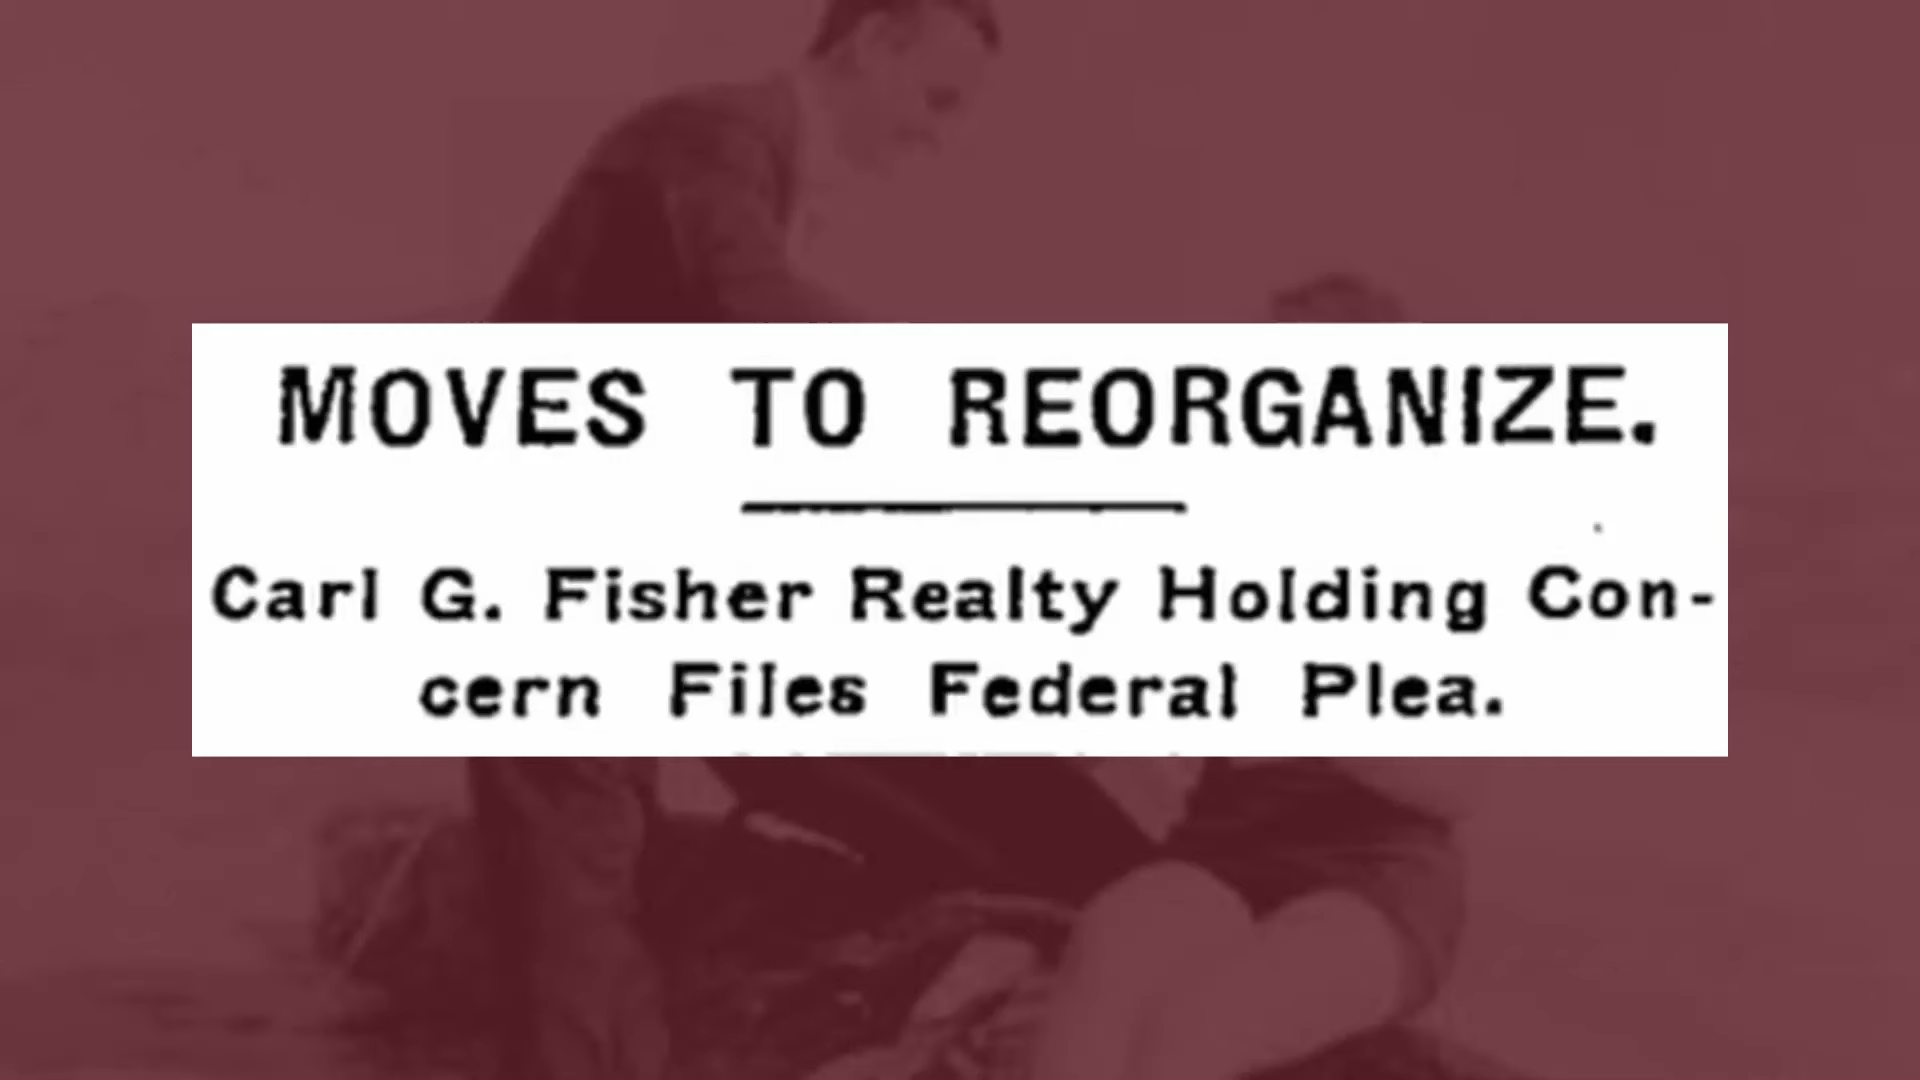 MOVES TO REORGANIZE.
Carl G. Fisher Realty Holding Con-
cern Files Federal Plea.